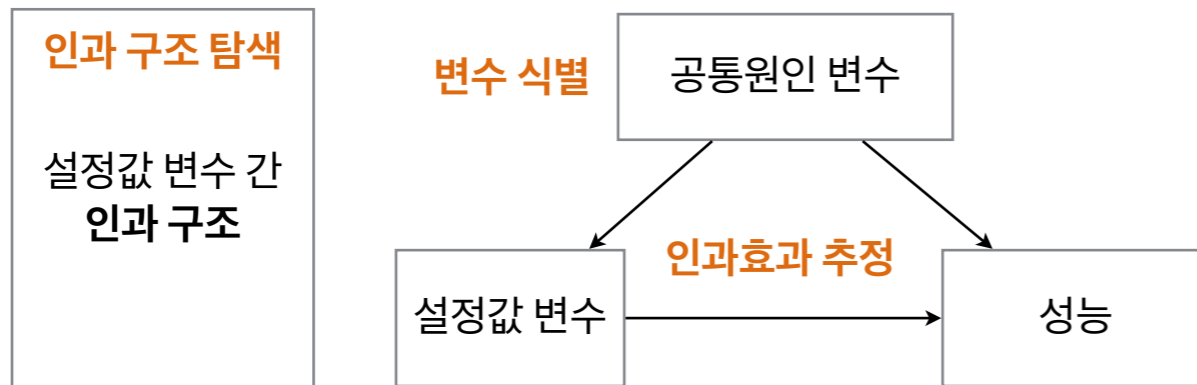 인과 구조 탐색
설정값 변수 간
인과 구조
변수 식별
공통원인 변수
인과효과 추정
설정값 변수
성능